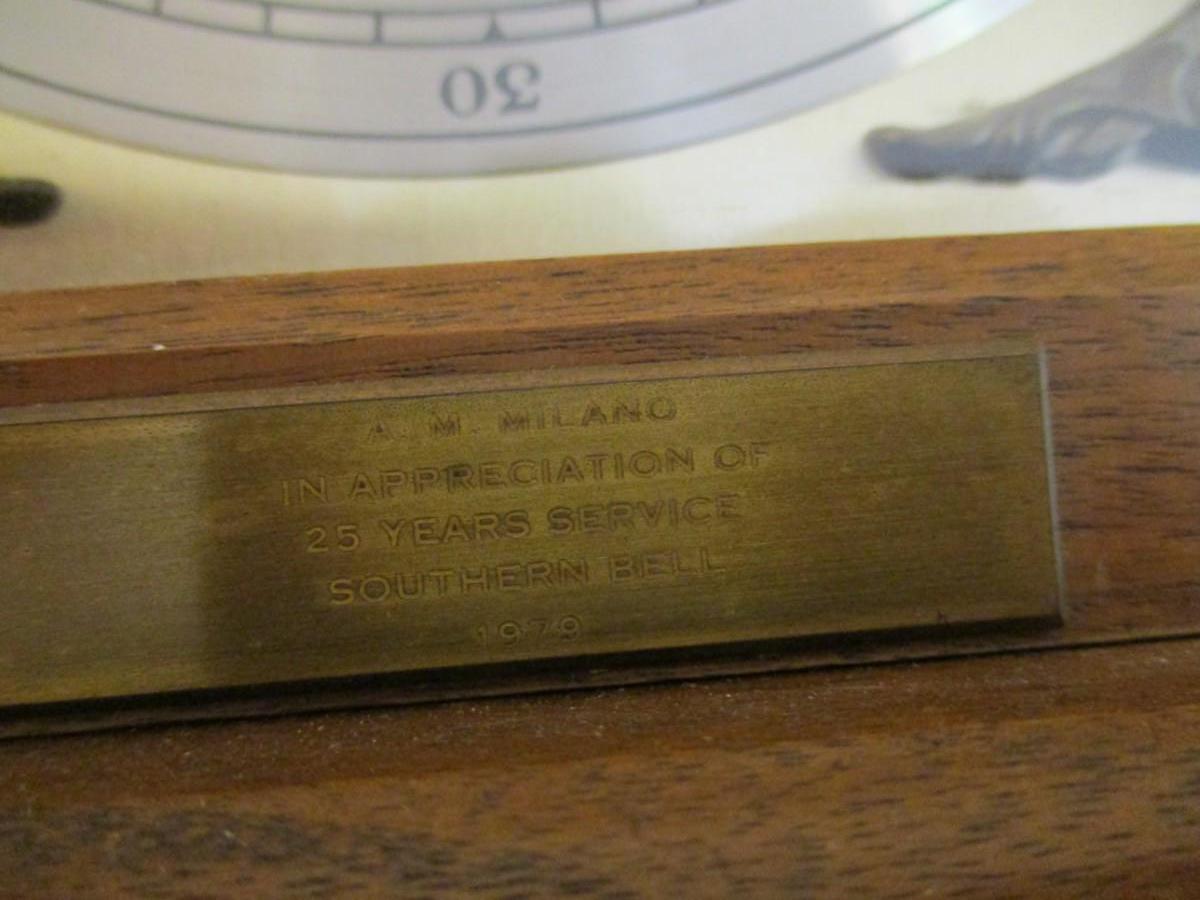 30
A. M. MILANO
IN APPRECIATION OF
25 YEARS SERVICE
SOUTHERN BELL
1979